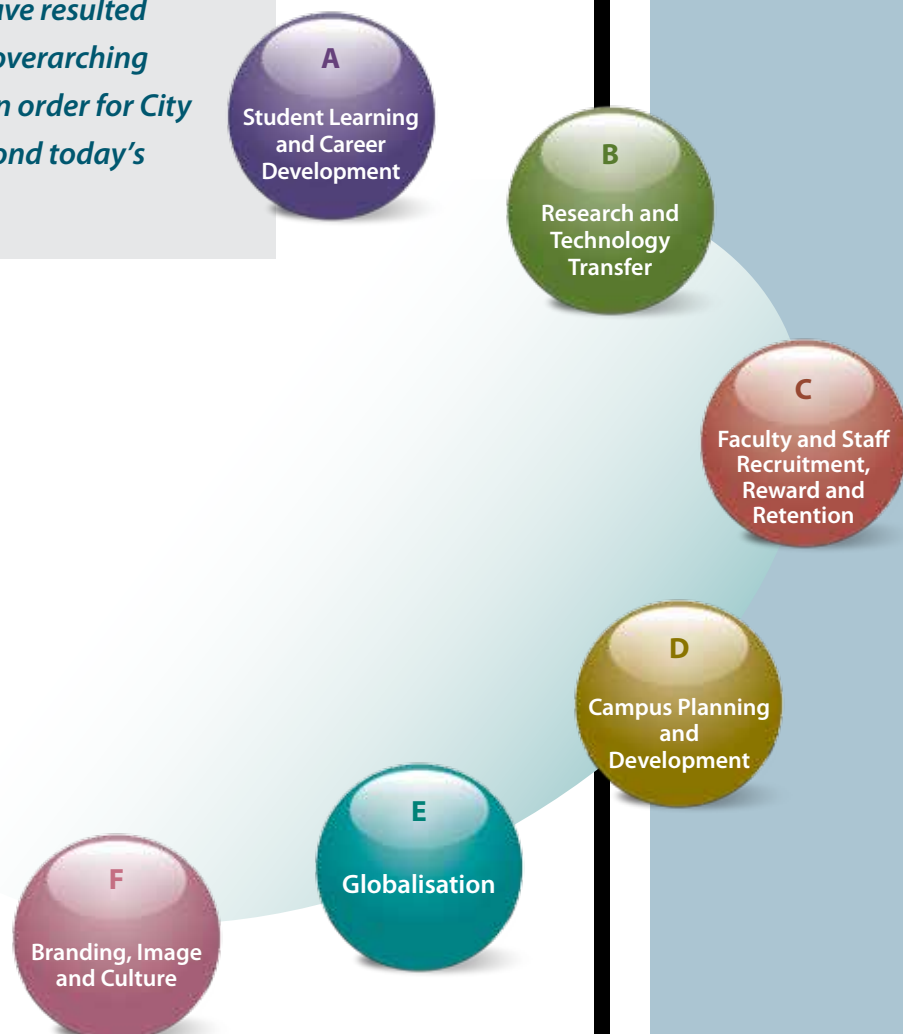 ave resulted
overarching
n order for City
ond today's
A
Student Learning
and Career
Development
B
Research and
Technology
Transfer
C
Faculty and Staff
Recruitment,
Reward and
Retention
D
Campus Planning
and
Development
E
Globalisation
F
Branding, Image
and Culture